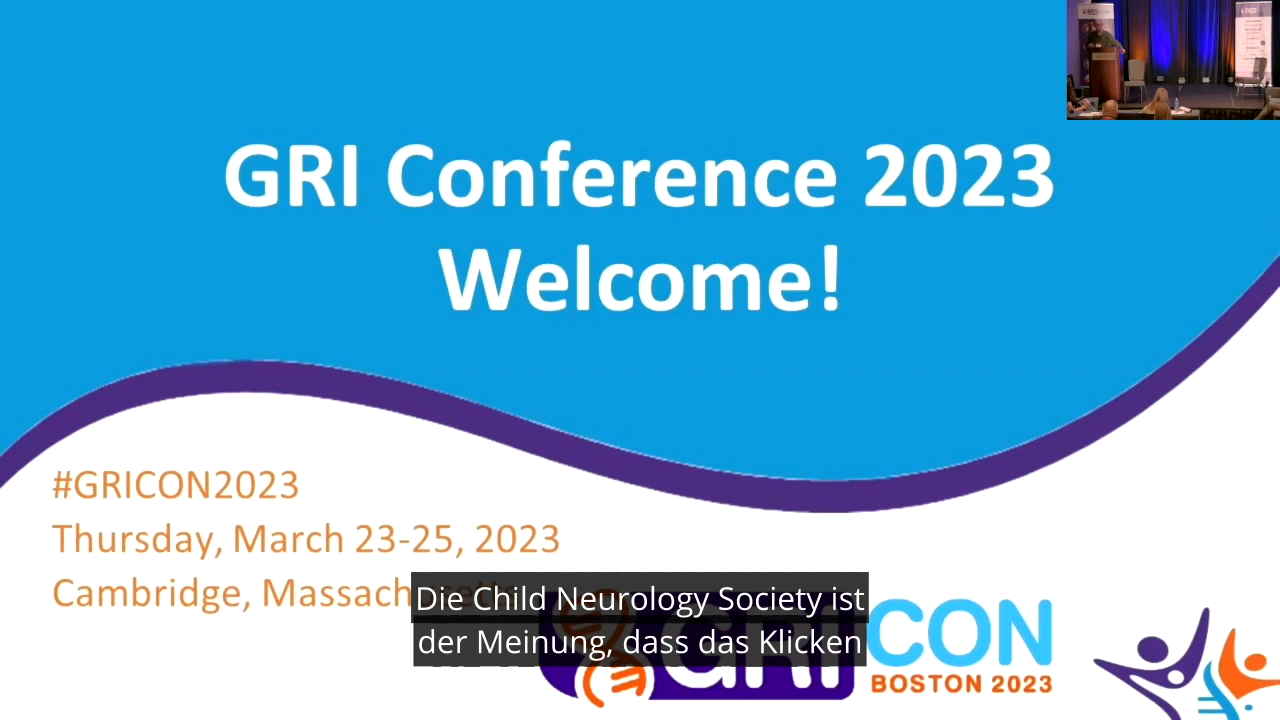 GRI Conference 2023
Welcome!
#GRICON2023
Thursday, March 23-25, 2023
Cambridge,
Die Child Neurology Society ist
der Meinung, dass das Klicken
GRI CON
BOSTON 2023